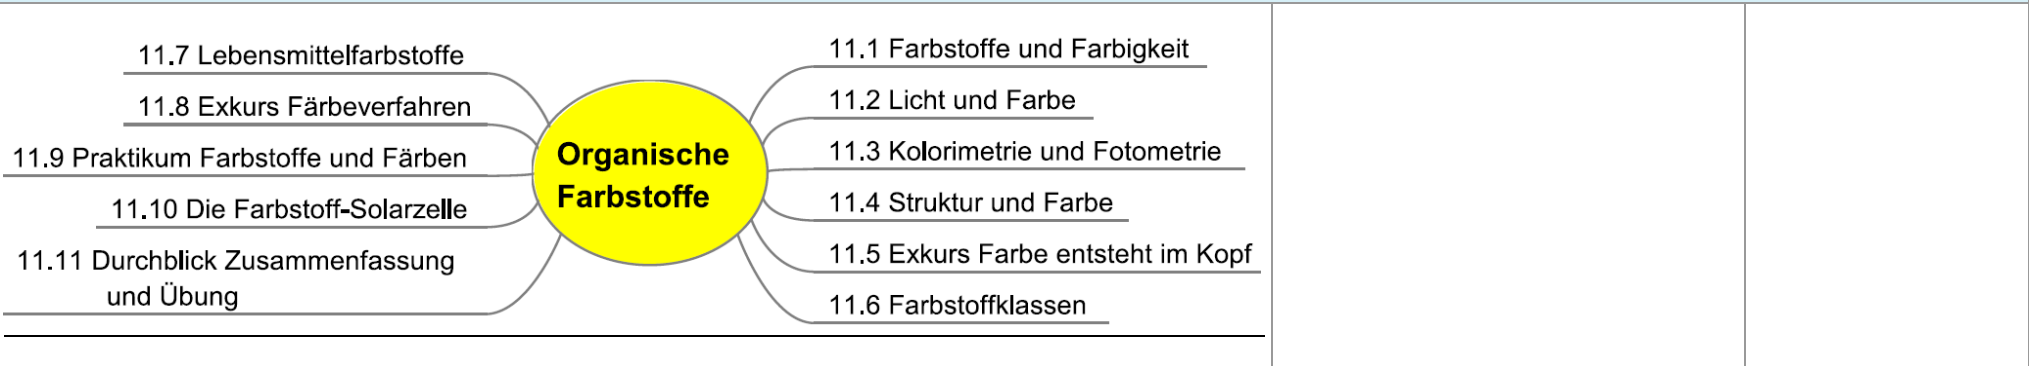 Organische
Farbstoffe
11.1 Farbstoffe und Farbigkeit
11.2 Licht und Farbe
11.3 Kolorimetrie und Fotometrie
11.4 Struktur und Farbe
11.5 Exkurs Farbe entsteht im Kopf
11.6 Farbstoffklassen
11.7 Lebensmittelfarbstoffe
11.8 Exkurs Färbeverfahren
11.9 Praktikum Farbstoffe und Färben
11.10 Die Farbstoff-Solarzelle
11.11 Durchblick Zusammenfassung
und Übung